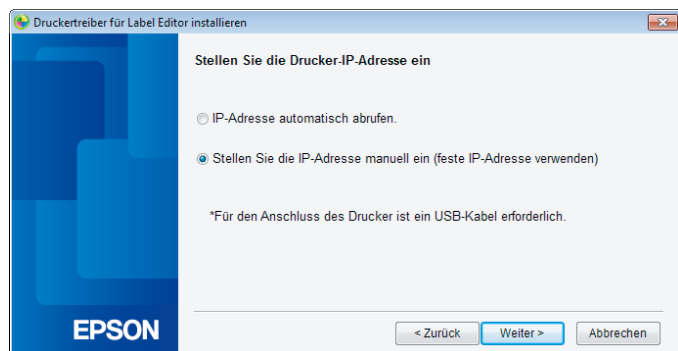 Druckertreiber für Label Editor installieren
Stellen Sie die Drucker-IP-Adresse ein
IP-Adresse automatisch abrufen.
Stellen Sie die IP-Adresse manuell ein (feste IP-Adresse verwenden)
*Für den Anschluss des Drucker ist ein USB-Kabel erforderlich.
EPSON
< Zurück
Weiter >
Abbrechen